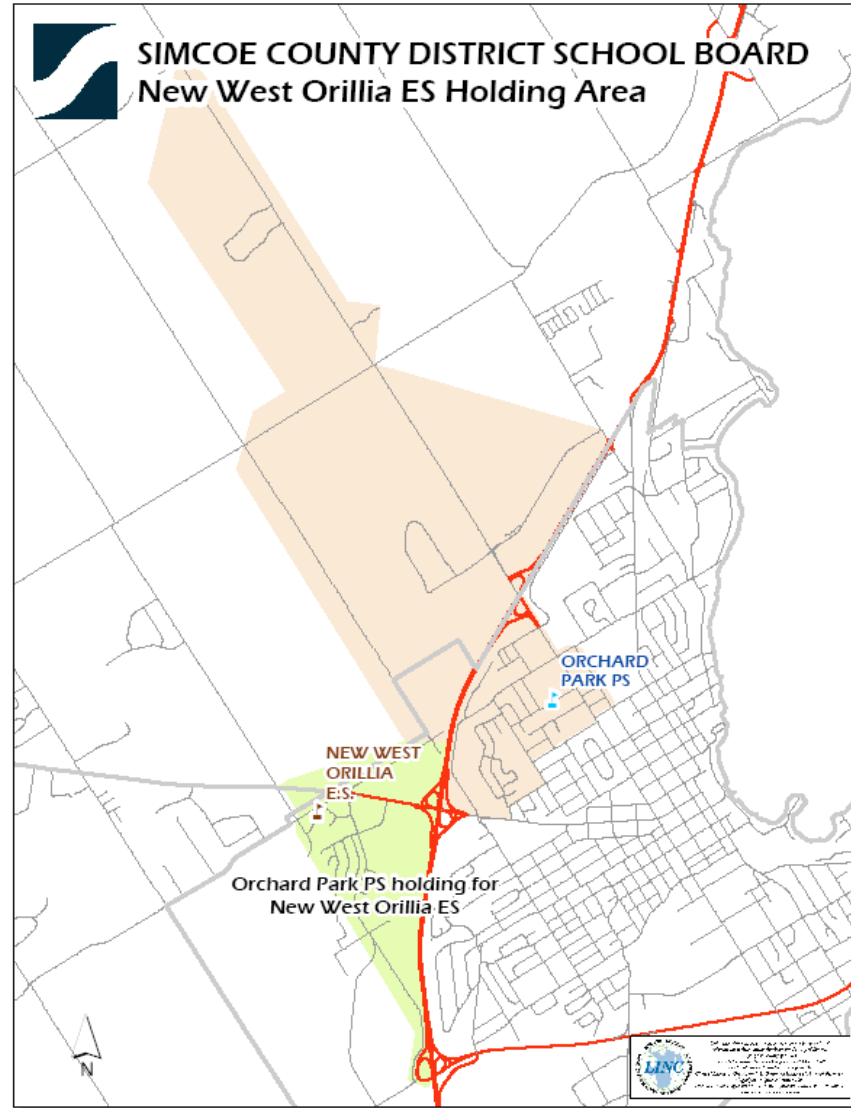 SIMCOE COUNTY DISTRICT SCHOOL BOARD
New West Orillia ES Holding Area
ORCHARD
PARK PS
NEW WEST
ORILLIA
E.S.
Orchard Park PS holding for
New West Orillia ES
N
LINC